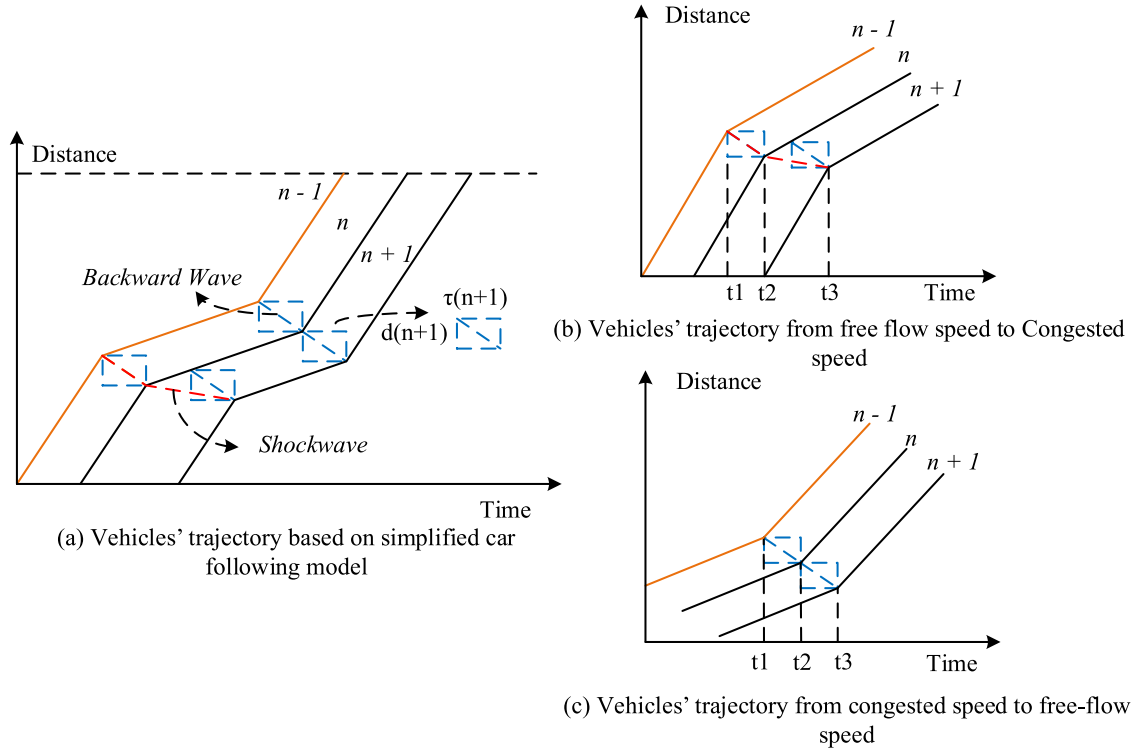 Distance
n - 1
n
n + 1
Backward Wave
τ(n+1)
d(n+1)
Shockwave
Time
(a) Vehicles' trajectory based on simplified car
following model
Distance
n - 1
n
n + 1
t1
t2
t3
Time
(b) Vehicles' trajectory from free flow speed to Congested
speed
Distance
n - 1
n
n + 1
t1
t2
t3
Time
(c) Vehicles' trajectory from congested speed to free-flow
speed